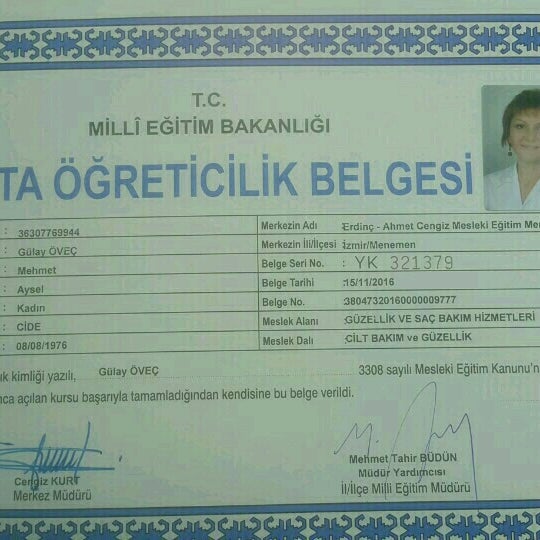 T.C.
MİLLÎ EĞİTİM BAKANLIĞI
TA ÖĞRETİCİLİK BELGESİ
: 36307769944 Merkezin Adı :Erdinç - Ahmet Cengiz Mesleki Eğitim Mer
: Gülay ÖVEÇ Merkezin İli/İlçesi :İzmir/Menemen
: Mehmet Belge Seri No. : YK 321379
: Aysel Belge Tarihi :15/11/2016
: Kadın Belge No. :38047320160000009777
: CİDE Meslek Alanı :GÜZELLİK VE SAÇ BAKIM HİZMETLERİ
: 08/08/1976 Meslek Dalı :CİLT BAKIM ve GÜZELLİK
ık kimliği yazılı, Gülay ÖVEÇ 3308 sayılı Mesleki Eğitim Kanunu'n
nca açılan kursu başarıyla tamamladığından kendisine bu belge verildi.
Cengiz KURT
Merkez Müdürü
Mehmet Tahir BÜDÜN
Müdür Yardımcısı
İl/İlçe Millî Eğitim Müdürü